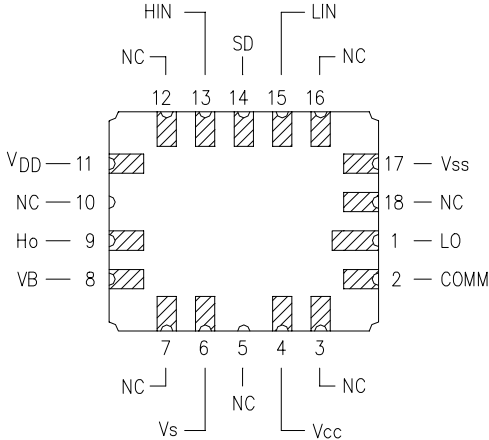 HIN
LIN
SD
NC
NC
12 13 14 15 16
VDD 11
17 Vss
NC 10
18 NC
Ho 9
1 LO
VB 8
2 COMM
7 6 5 4 3
NC
NC
NC
Vs
Vcc